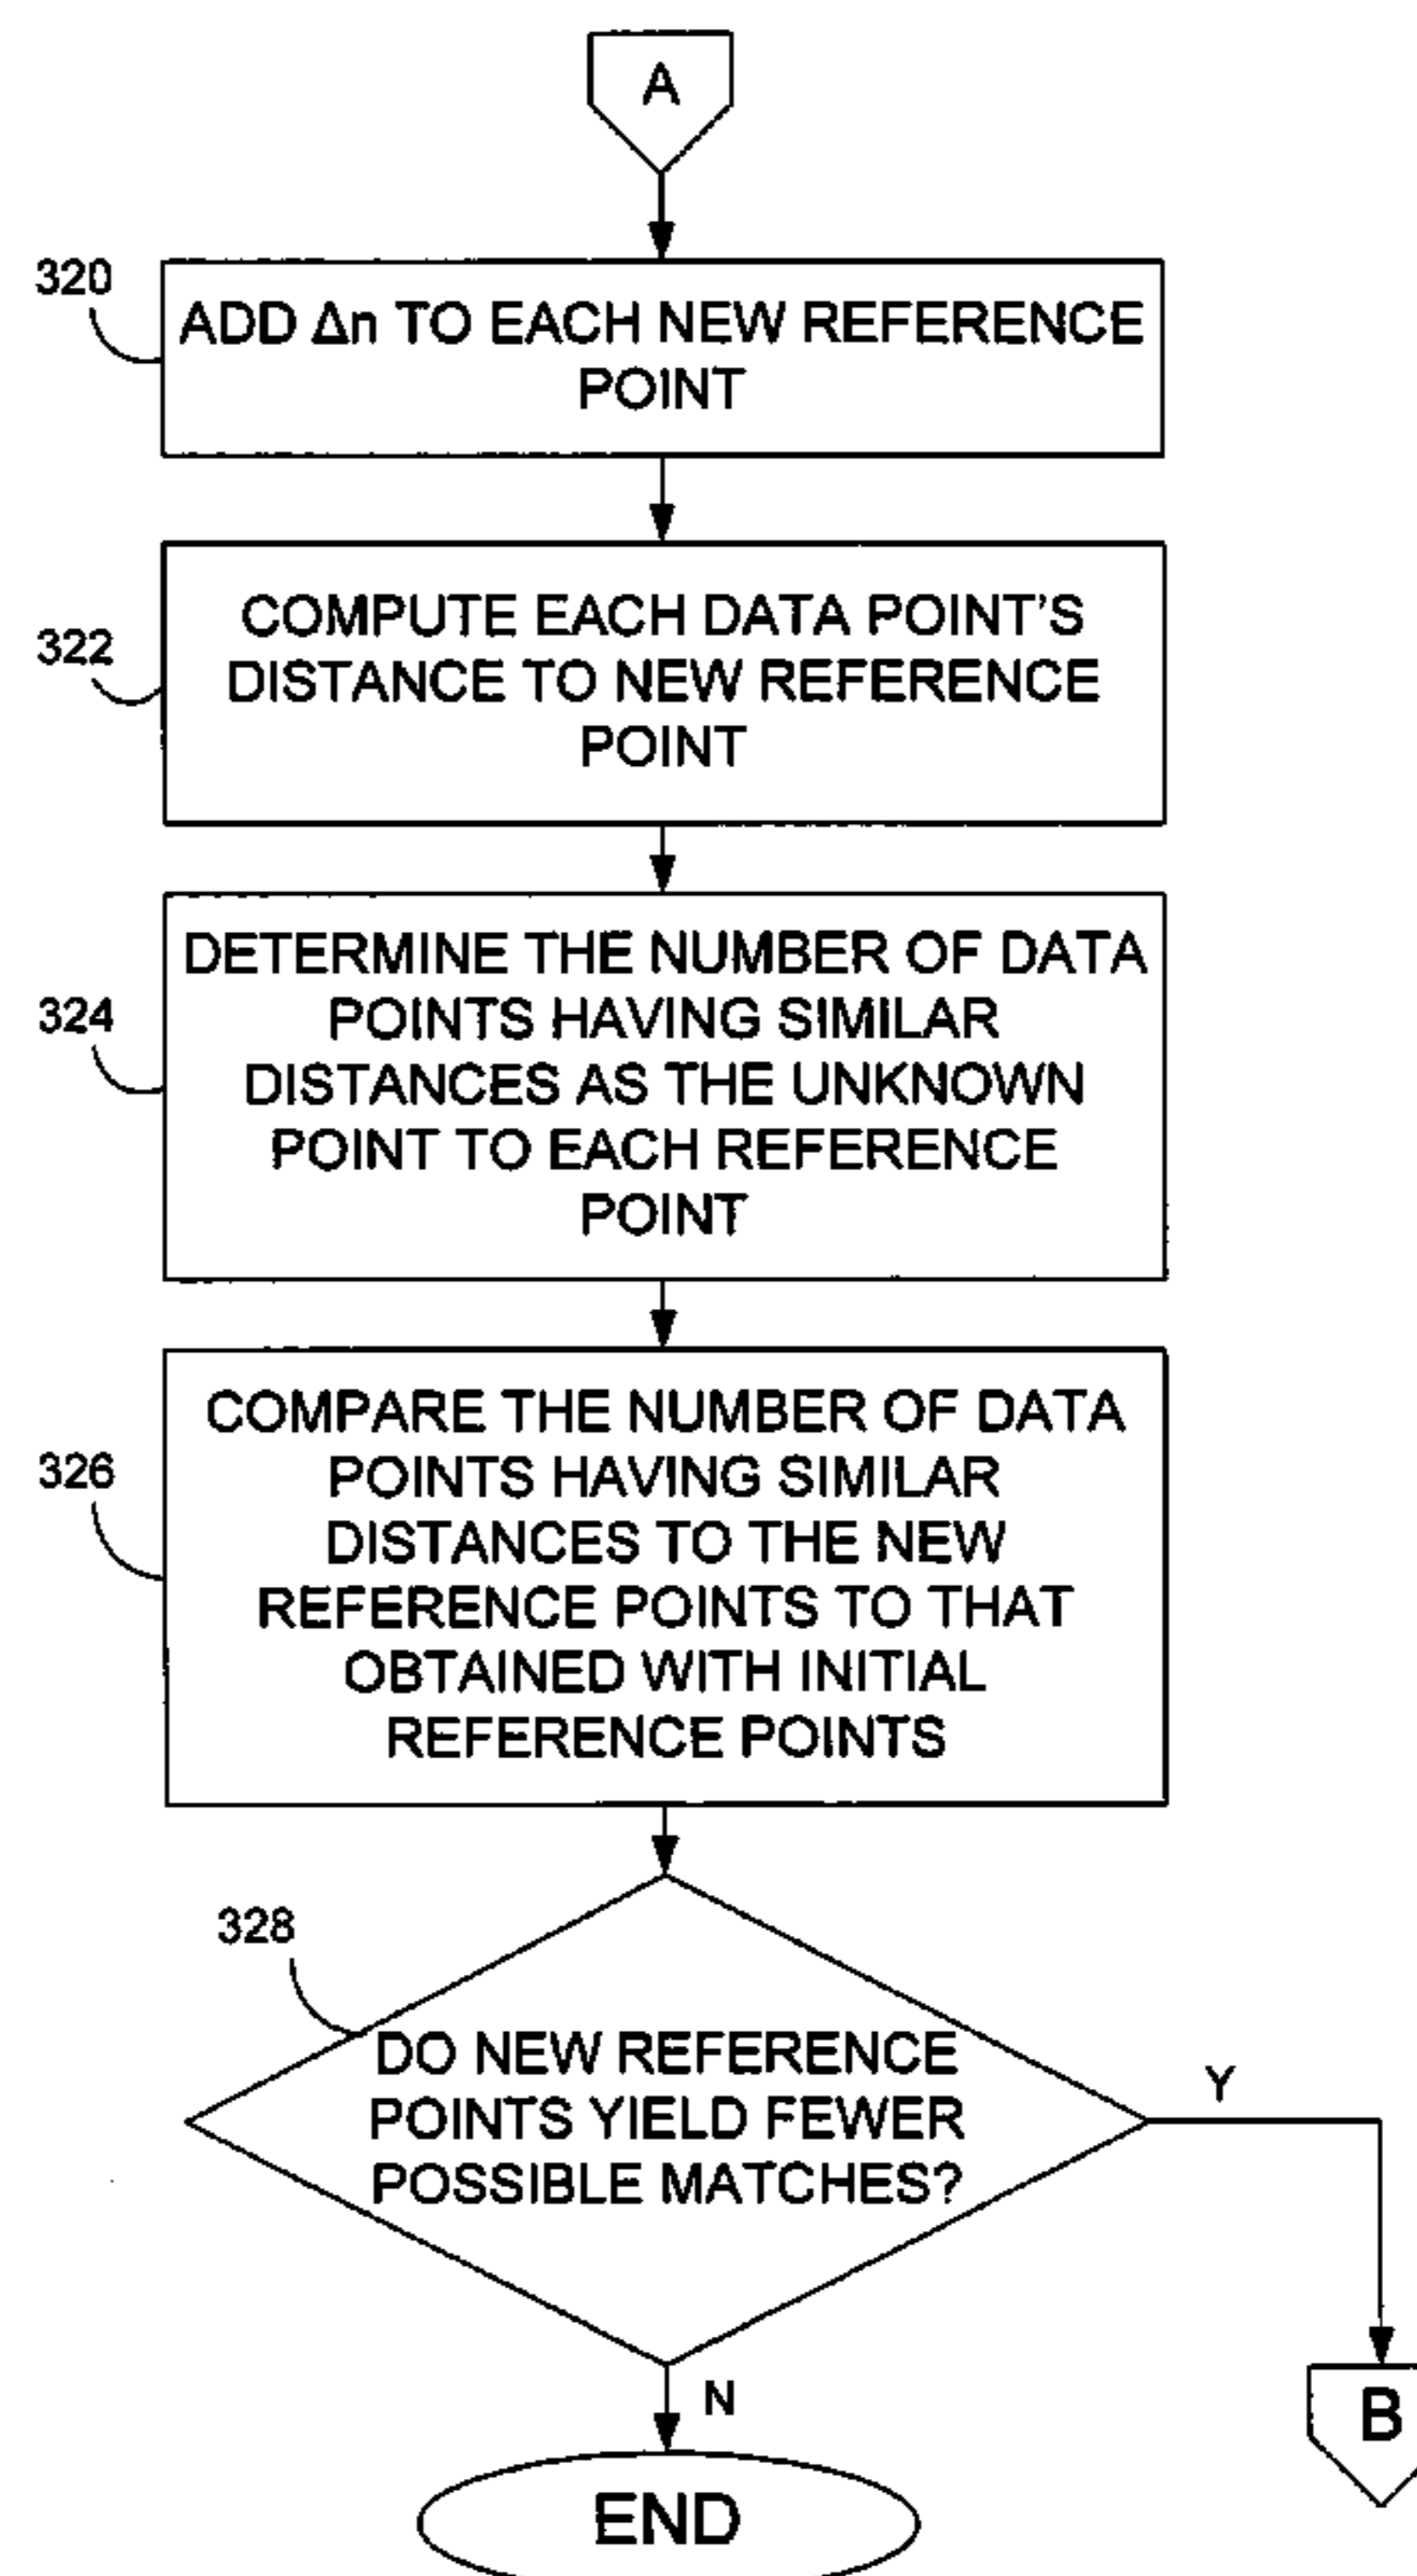 A
320
ADD Δn TO EACH NEW REFERENCE
POINT
322
COMPUTE EACH DATA POINT'S
DISTANCE TO NEW REFERENCE
POINT
324
DETERMINE THE NUMBER OF DATA
POINTS HAVING SIMILAR
DISTANCES AS THE UNKNOWN
POINT TO EACH REFERENCE
POINT
326
COMPARE THE NUMBER OF DATA
POINTS HAVING SIMILAR
DISTANCES TO THE NEW
REFERENCE POINTS TO THAT
OBTAINED WITH INITIAL
REFERENCE POINTS
328
DO NEW REFERENCE
POINTS YIELD FEWER
POSSIBLE MATCHES?
Y
N
B
END